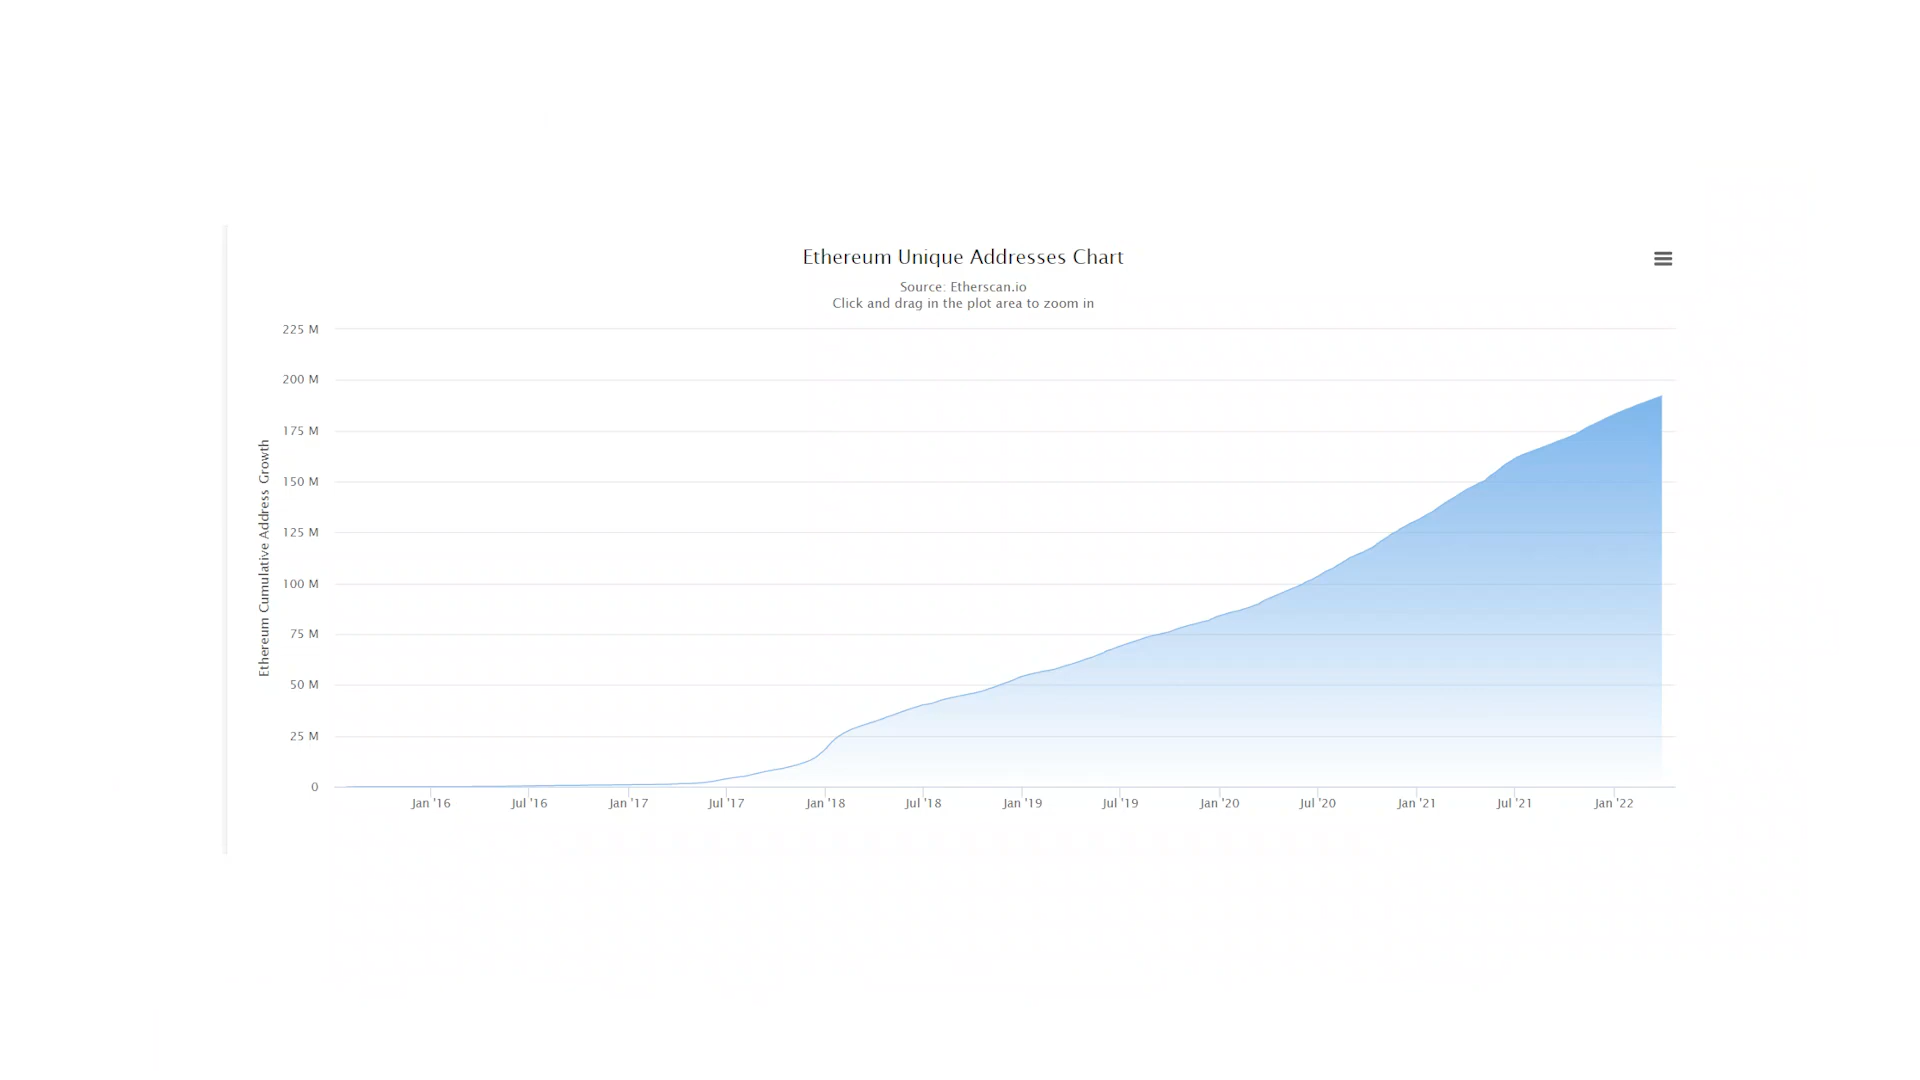 Ethereum Unique Addresses Chart
Source: Etherscan.io
Click and drag in the plot area to zoom in
Ethereum Cumulative Address Growth
225 M
200 M
175 M
150 M
125 M
100 M
75 M
50 M
25 M
0
Jan '16 Jul '16 Jan '17 Jul '17 Jan '18 Jul '18 Jan '19 Jul '19 Jan '20 Jul '20 Jan '21 Jul '21 Jan '22